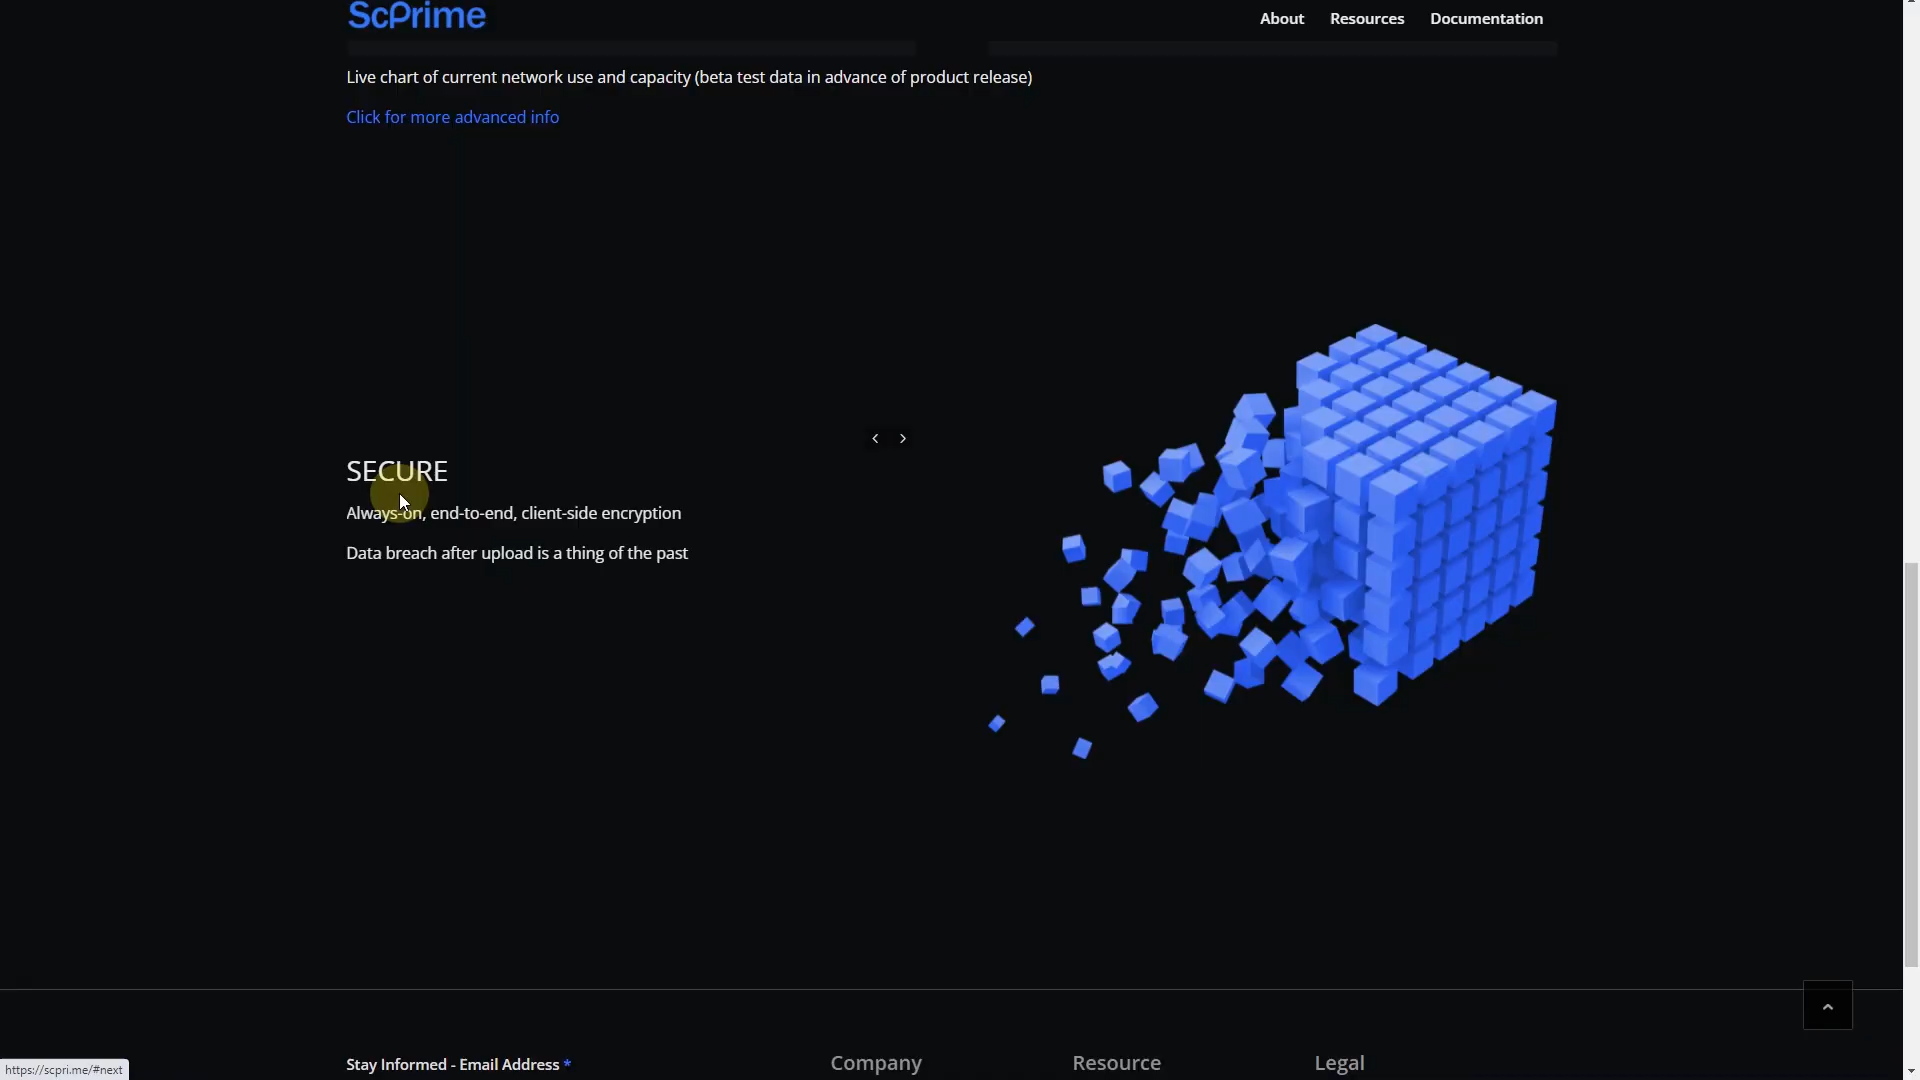 ScPrime
About Resources Documentation
Live chart of current network use and capacity (beta test data in advance of product release)
Click for more advanced info
SECURE
Always-on, end-to-end, client-side encryption
Data breach after upload is a thing of the past
Stay Informed - Email Address *
Company
Resource
Legal
https://scpri.me/#next